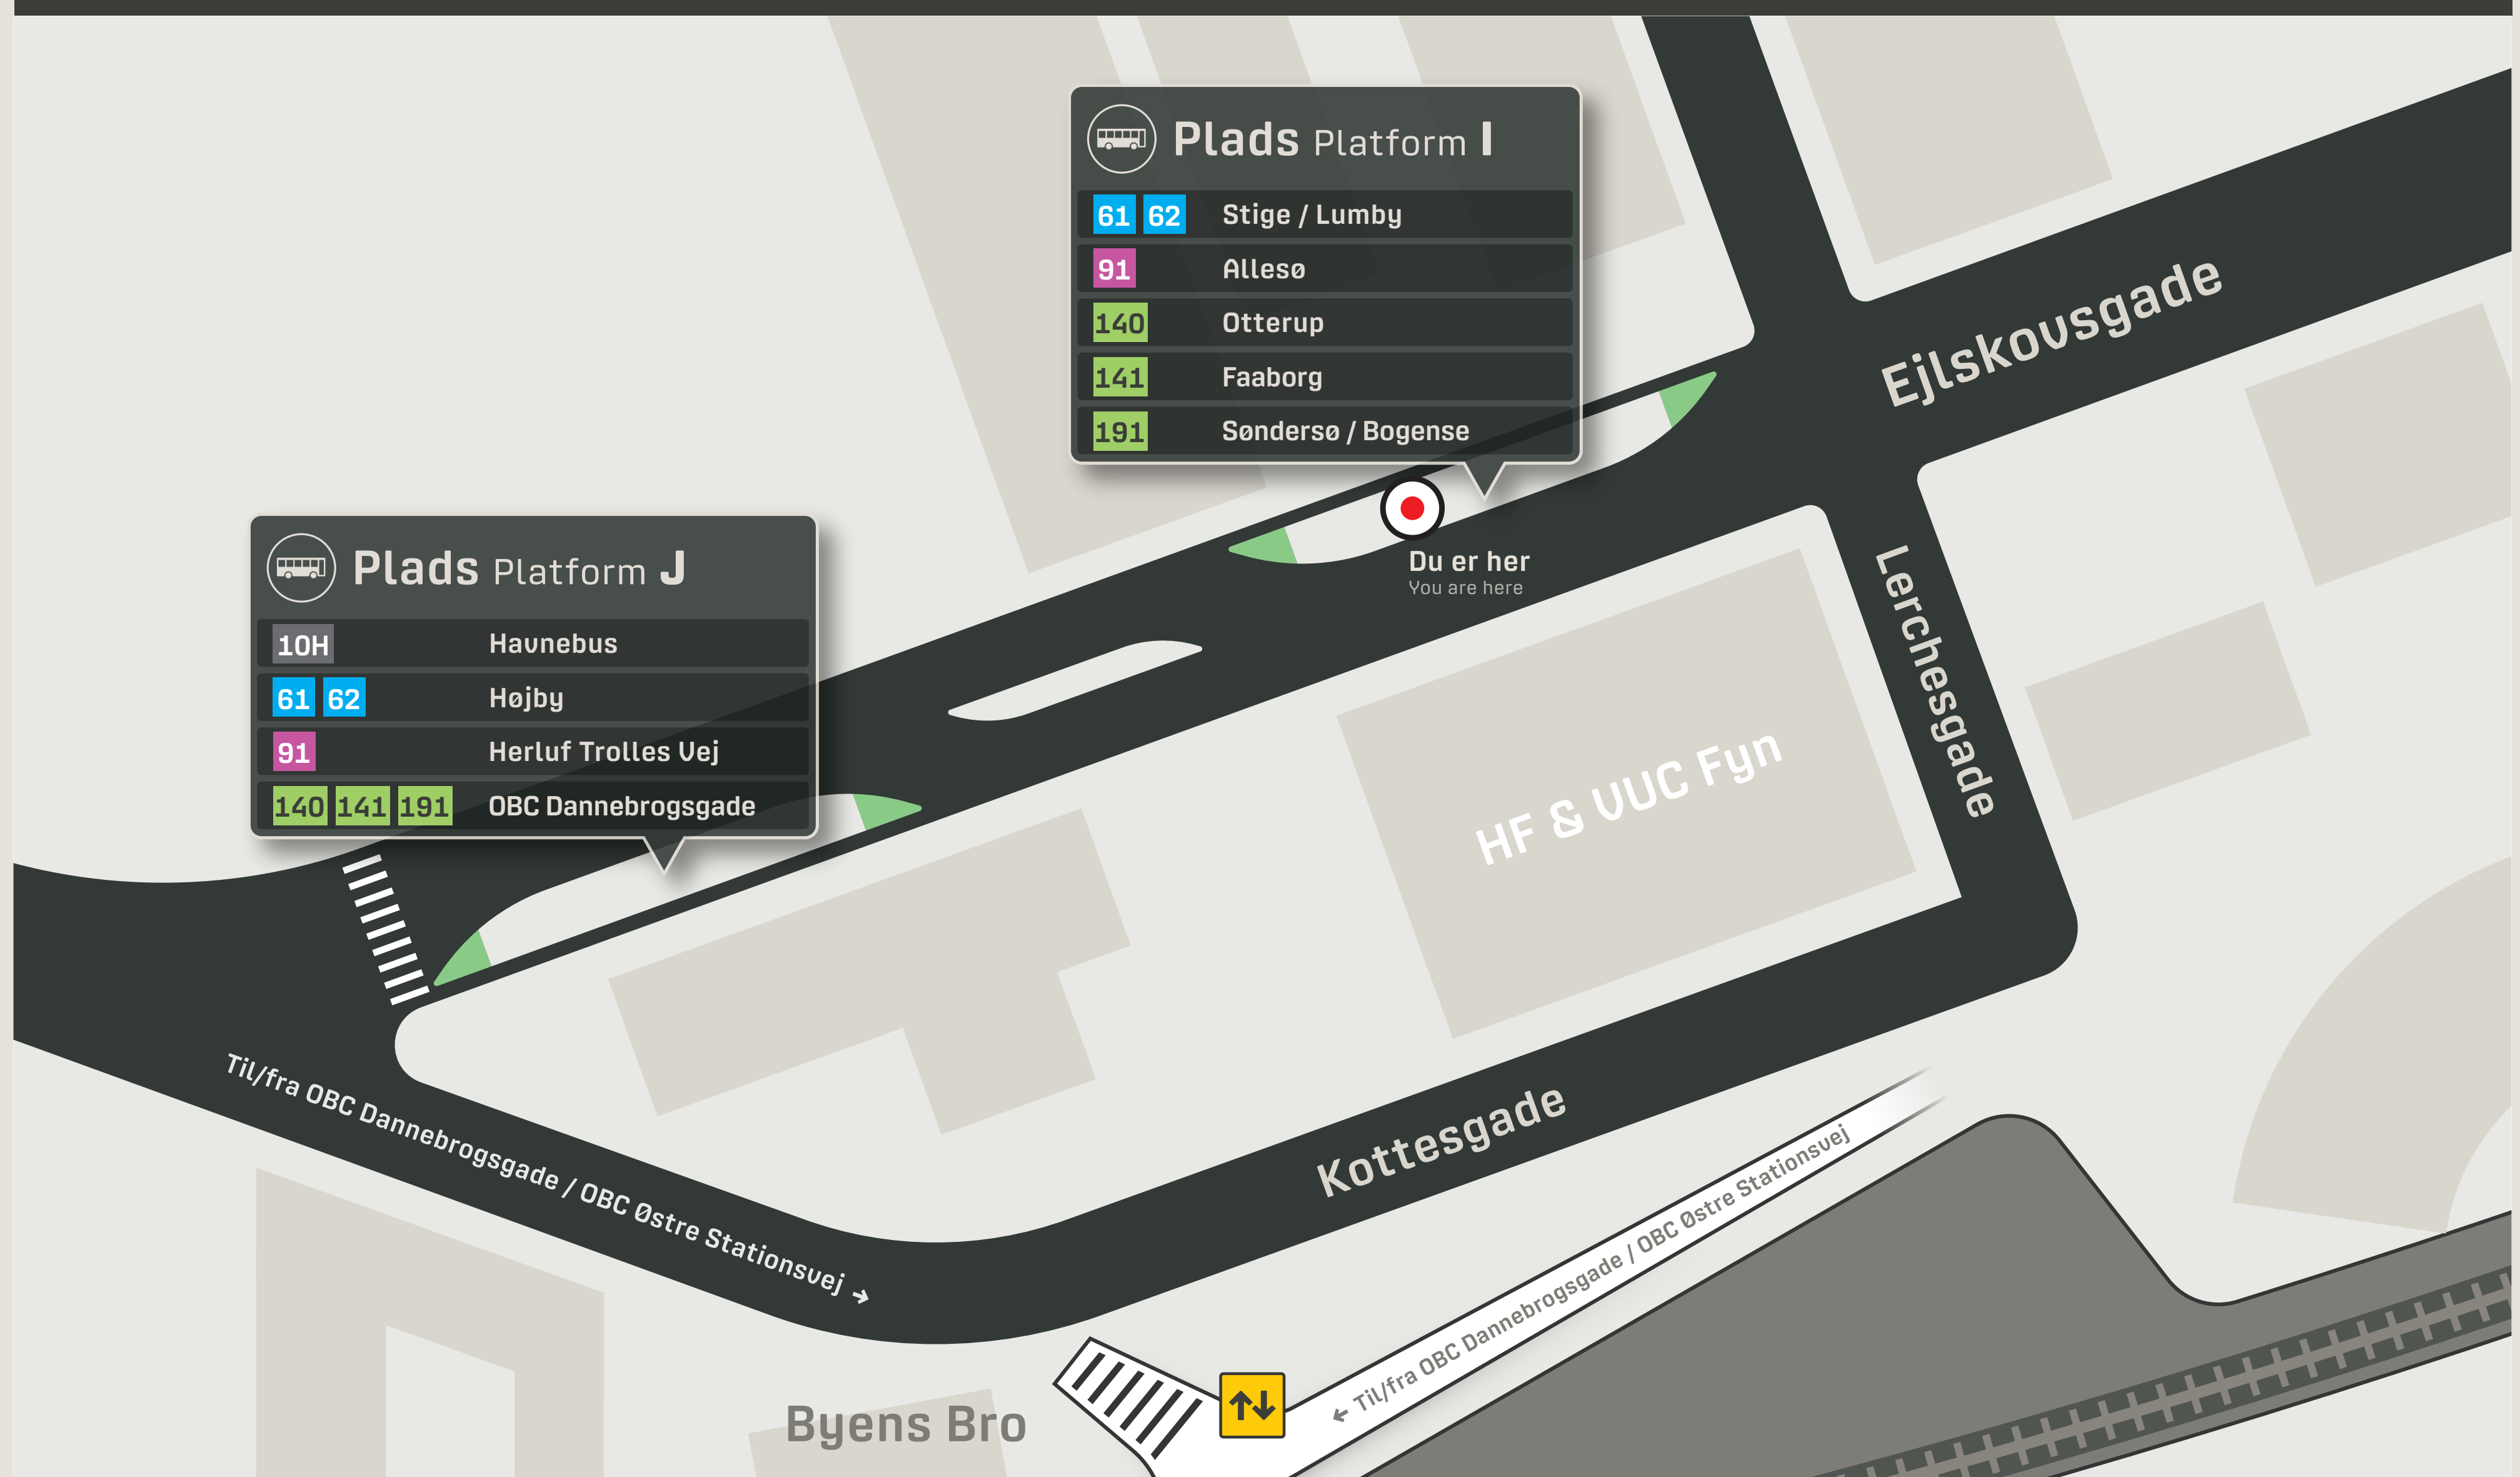 Plads Platform I
61 62 Stige / Lumby
91 Allesø
140 Otterup
141 Faaborg
191 Søndersø / Bogense
Ejlskovsgade
Du er her
You are here
Plads Platform J
10H Havnebus
61 62 Højby
91 Herluf Trolles Vej
140 141 191 OBC Dannebrogsgade
Lerchesgade
HF & VUC Fyn
Til/fra OBC Dannebrogsgade / OBC Østre Stationsvej →
Kottesgade
← Til/fra OBC Dannebrogsgade / OBC Østre Stationsvej
Byens Bro